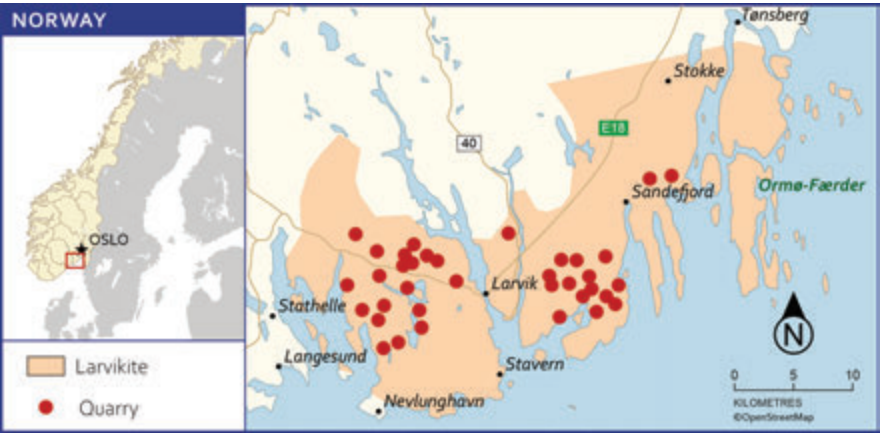 NORWAY
OSLO
Larvikite
Quarry
Tønsberg
Stokke
E18
40
Sandefjord
Ormø-Færder
Larvik
Stathelle
Langesund
Stavern
Nevlunghavn
N
0 5 10
KILOMETRES
©OpenStreetMap